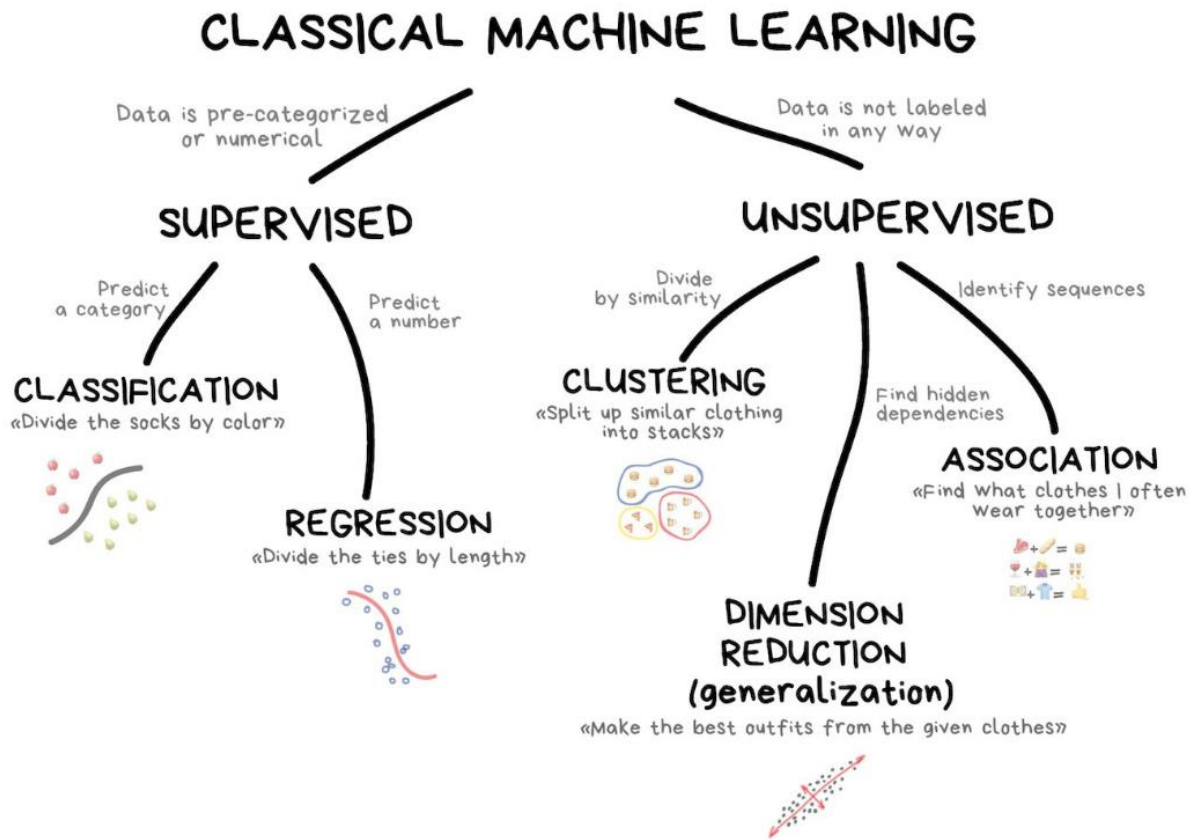 CLASSICAL MACHINE LEARNING
Data is pre-categorized
or numerical
Data is not labeled
in any way
SUPERVISED
UNSUPERVISED
Predict
a category
Predict
a number
Divide
by similarity
Identify sequences
CLASSIFICATION
«Divide the socks by color»
CLUSTERING
«Split up similar clothing
into stacks»
Find hidden
dependencies
ASSOCIATION
«Find what clothes I often
wear together»
REGRESSION
«Divide the ties by length»
+ =
+ =
+ =
DIMENSION
REDUCTION
(generalization)
«Make the best outfits from the given clothes»